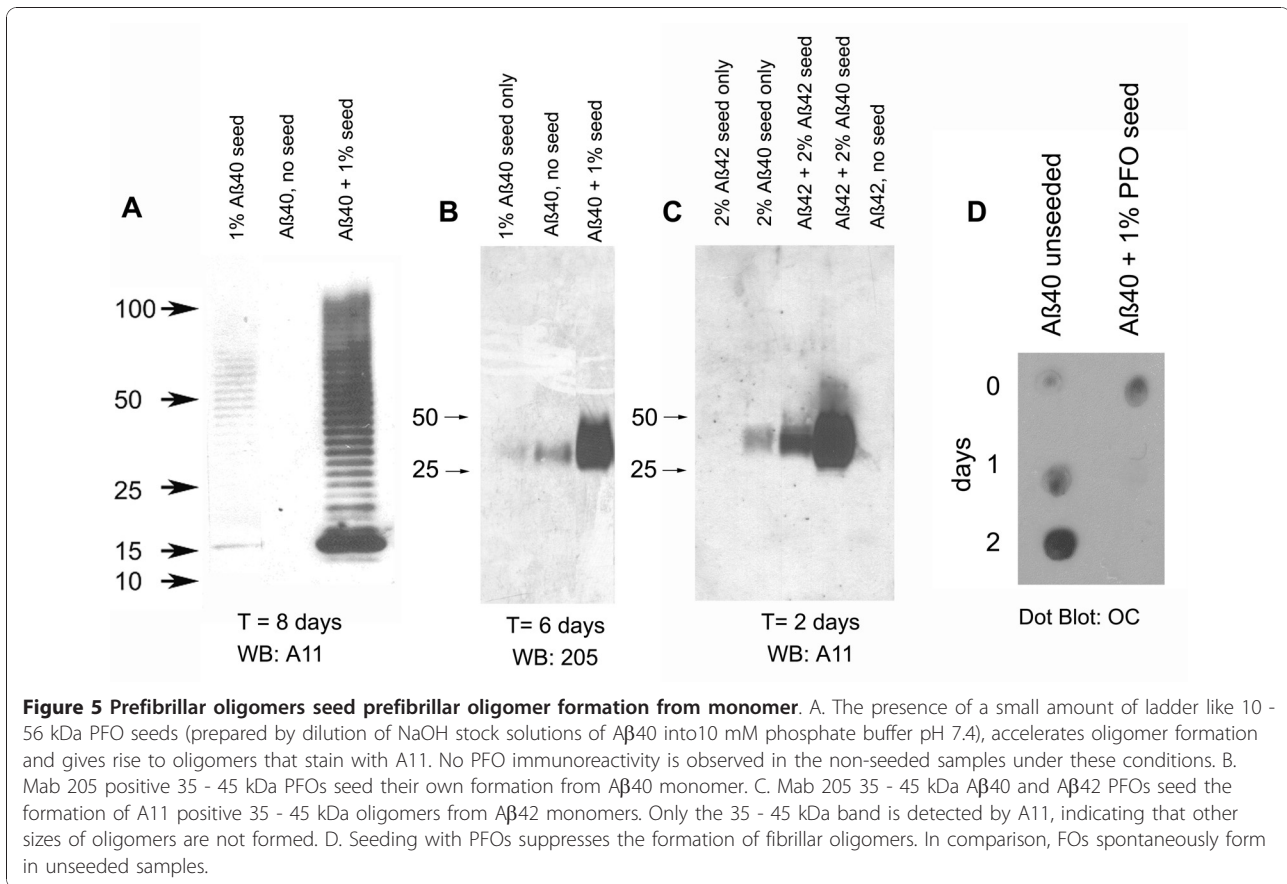 A
1% Aß40 seed
Aß40, no seed
Aß40 + 1% seed
100
50
25
15
10
T = 8 days
WB: A11
B
1% Aß40 seed only
Aß40, no seed
Aß40 + 1% seed
50
25
T= 6 days
WB: 205
C
2% Aß42 seed only
2% Aß40 seed only
Aß42 + 2% Aß42 seed
Aß42 + 2% Aß40 seed
Aß42, no seed
50
25
T= 2 days
WB: A11
D
Aß40 unseeded
Aß40 + 1% PFO seed
days
0
1
2
Dot Blot: OC
Figure 5 Prefibrillar oligomers seed prefibrillar oligomer formation from monomer. A. The presence of a small amount of ladder like 10 -
56 kDa PFO seeds (prepared by dilution of NaOH stock solutions of Aβ40 into10 mM phosphate buffer pH 7.4), accelerates oligomer formation
and gives rise to oligomers that stain with A11. No PFO immunoreactivity is observed in the non-seeded samples under these conditions. B.
Mab 205 positive 35 - 45 kDa PFOs seed their own formation from Aβ40 monomer. C. Mab 205 35 - 45 kDa Aβ40 and Aβ42 PFOs seed the
formation of A11 positive 35 - 45 kDa oligomers from Aβ42 monomers. Only the 35 - 45 kDa band is detected by A11, indicating that other
sizes of oligomers are not formed. D. Seeding with PFOs suppresses the formation of fibrillar oligomers. In comparison, FOs spontaneously form
in unseeded samples.